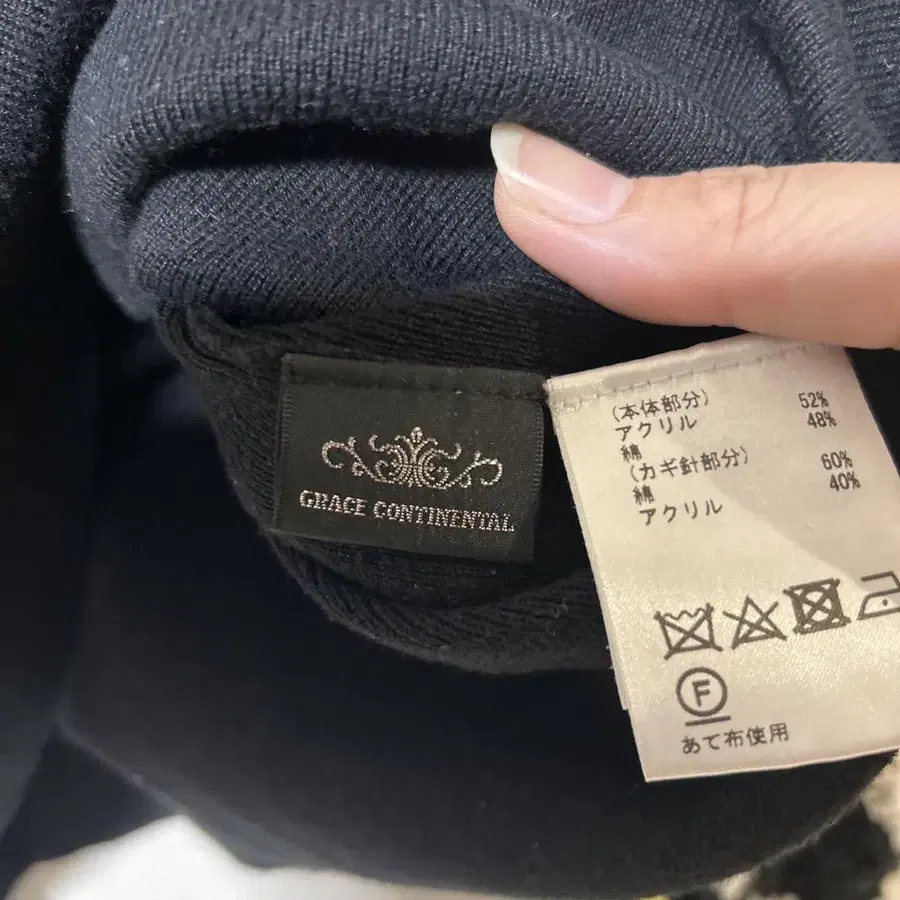 GRACE CONTINENTAL
(本体部分)
アクリル 52%
綿 48%
(カギ針部分)
綿 60%
アクリル 40%
F
あて布使用